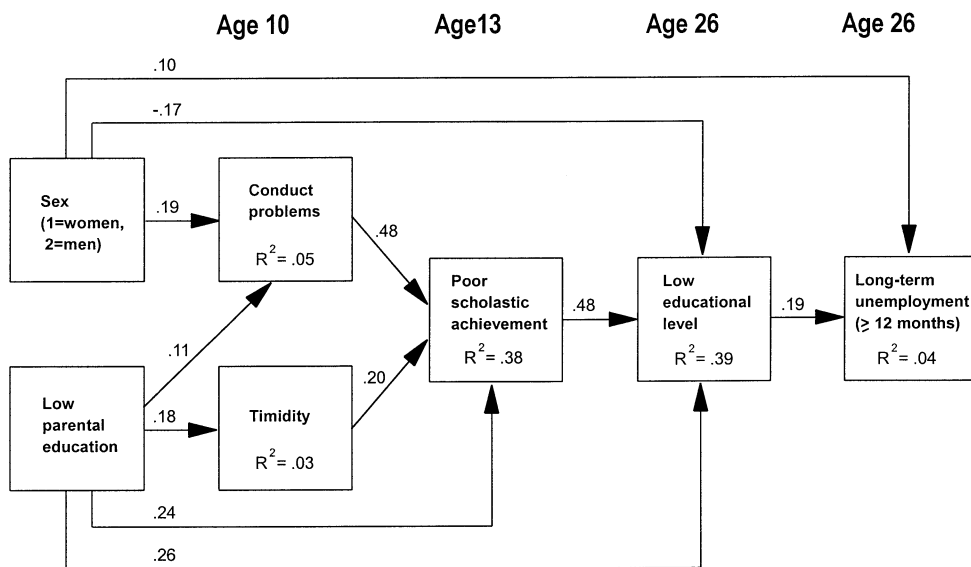 Age 10
Age13
Age 26
Age 26
.10
-.17
Sex
(1=women,
2=men)
.19
Conduct
problems
R² = .05
.48
Poor
scholastic
achievement
R² = .38
.48
Low
educational
level
R² = .39
.19
Long-term
unemployment
(≥ 12 months)
R² = .04
.11
.20
Low
parental
education
.18
Timidity
R² = .03
.24
.26